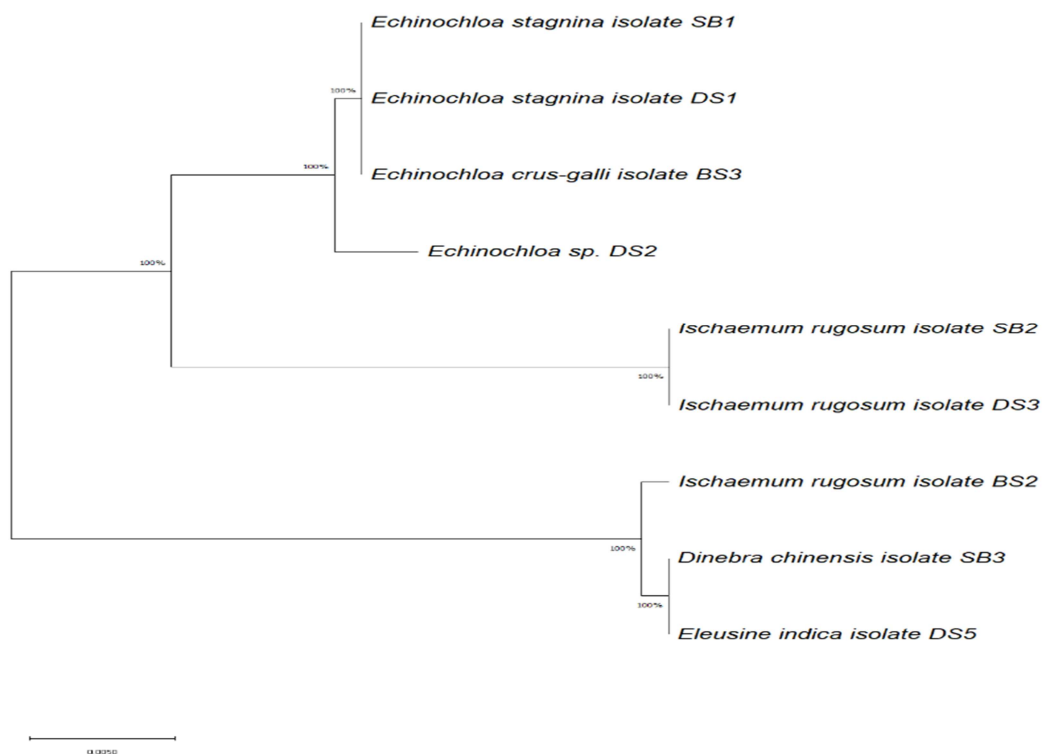 Echinochloa stagnina isolate SB1
100%
Echinochloa stagnina isolate DS1
100%
Echinochloa crus-galli isolate BS3
Echinochloa sp. DS2
100%
Ischaemum rugosum isolate SB2
100%
Ischaemum rugosum isolate DS3
Ischaemum rugosum isolate BS2
100%
Dinebra chinensis isolate SB3
100%
Eleusine indica isolate DS5
0.0050